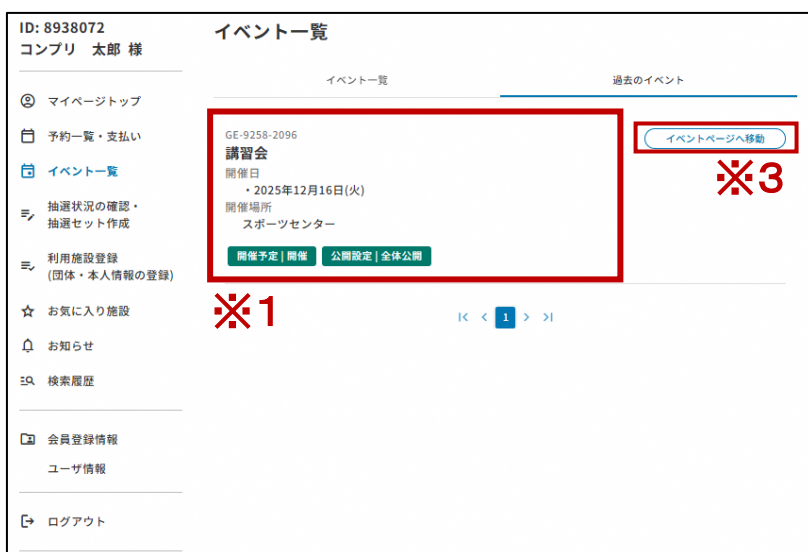 ID: 8938072
コンプリ　太郎 様
マイページトップ
予約一覧・支払い
イベント一覧
抽選状況の確認・
抽選セット作成
利用施設登録
(団体・本人情報の登録)
お気に入り施設
お知らせ
検索履歴
会員登録情報
ユーザ情報
ログアウト
イベント一覧
イベント一覧　過去のイベント
GE-9258-2096
講習会
開催日
・2025年12月16日(火)
開催場所
スポーツセンター
開催予定 | 開催　公開設定 | 全体公開
イベントページへ移動
※3
※1
1